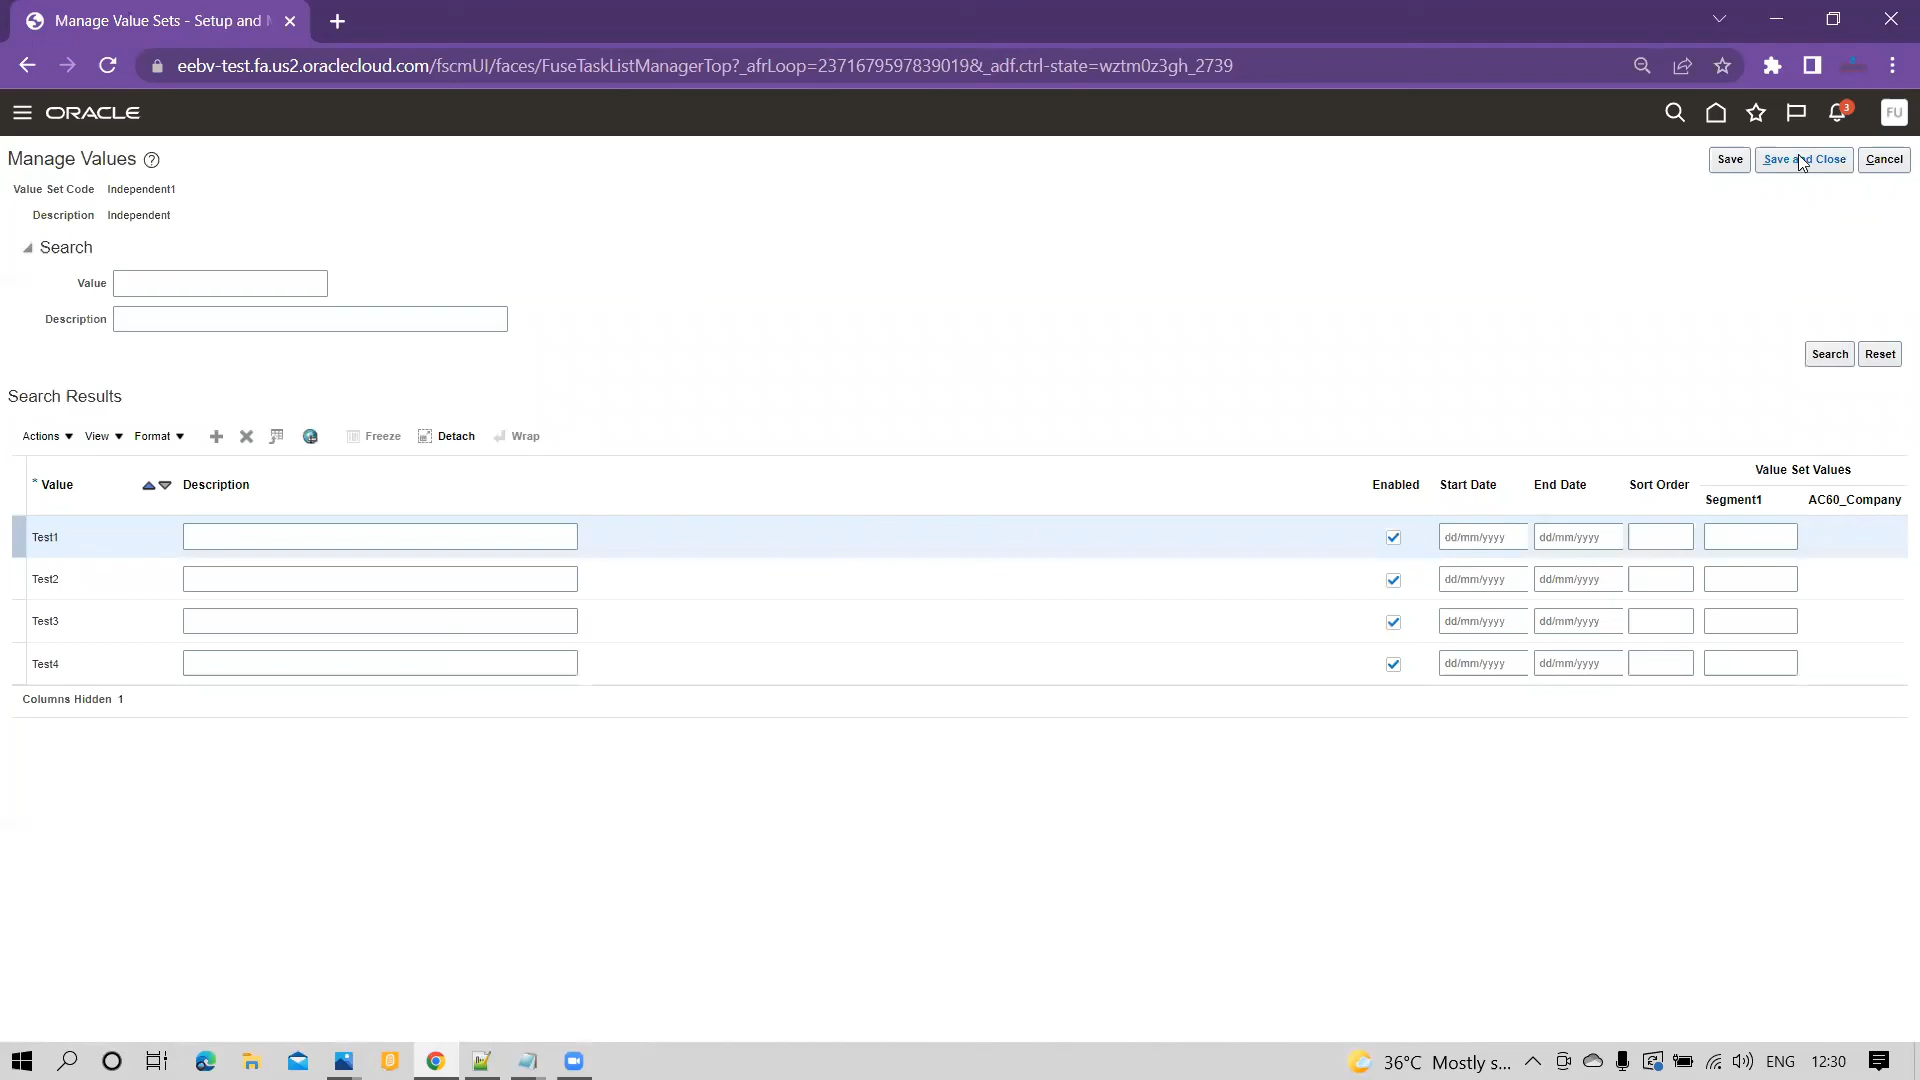 Manage Value Sets - Setup and M
eebv-test.fa.us2.oraclecloud.com/fscmUI/faces/FuseTaskListManagerTop?_afrLoop=2371679597839019&_adf.ctrl-state=wztm0z3gh_2739
ORACLE
3
FU
Manage Values
Save Save and Close Cancel
Value Set Code Independent1
Description Independent
Search
Value
Description
Search Reset
Search Results
Actions View Format Freeze Detach Wrap
Value Set Values
* Value Description Enabled Start Date End Date Sort Order
Segment1 AC60_Company
Test1 dd/mm/yyyy dd/mm/yyyy
Test2 dd/mm/yyyy dd/mm/yyyy
Test3 dd/mm/yyyy dd/mm/yyyy
Test4 dd/mm/yyyy dd/mm/yyyy
Columns Hidden 1
36°C Mostly s... ENG 12:30